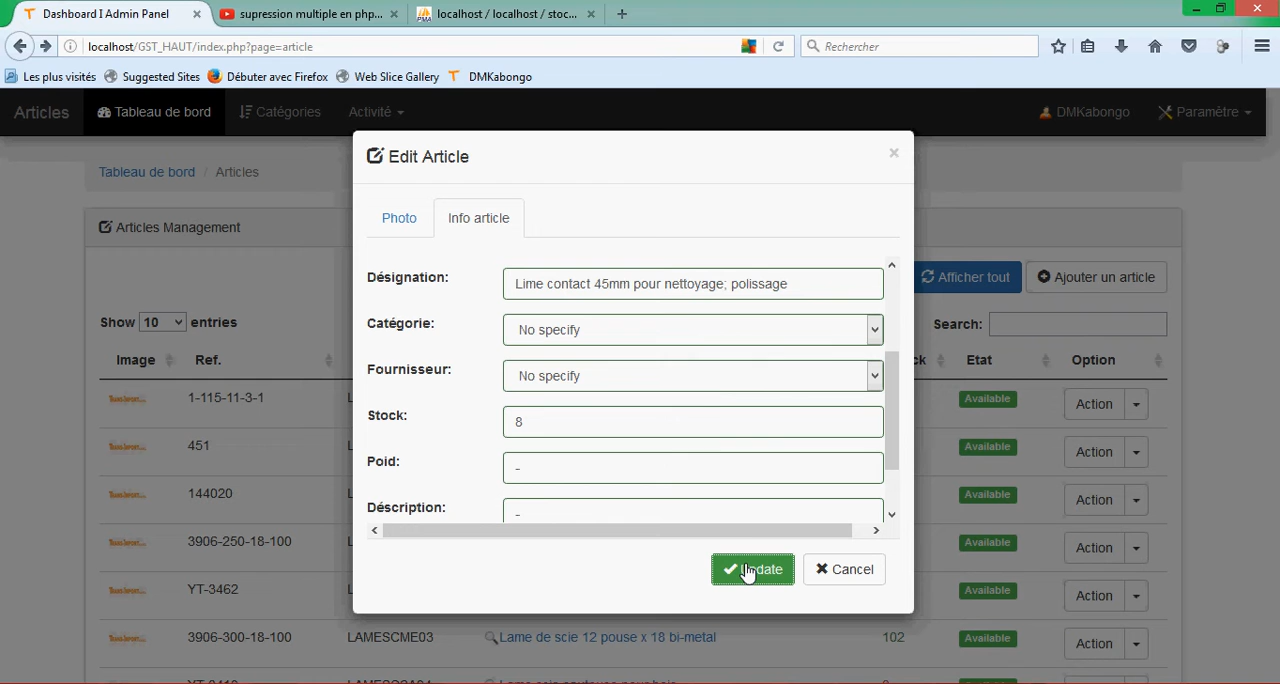 Dashboard I Admin Panel × supression multiple en php... × localhost / localhost / stoc... × +
localhost/GST_HAUT/index.php?page=article Rechercher
Les plus visités Suggested Sites Débuter avec Firefox Web Slice Gallery DMKabongo
Articles Tableau de bord Catégories Activité DMKabongo Paramètre
Edit Article ×
Tableau de bord / Articles
Photo Info article
Articles Management
Désignation: Lime contact 45mm pour nettoyage; polissage
Afficher tout Ajouter un article
Catégorie: No specify
Show 10 entries Search:
Image Ref. Etat Option
Fournisseur: No specify
1-115-11-3-1 Available Action
Stock: 8
451 Available Action
Poid: -
144020 Available Action
Déscription: -
3906-250-18-100 Available Action
Cancel
YT-3462 Available Action
3906-300-18-100 LAMESCME03 Lame de scie 12 pouse x 18 bi-metal 102 Available Action